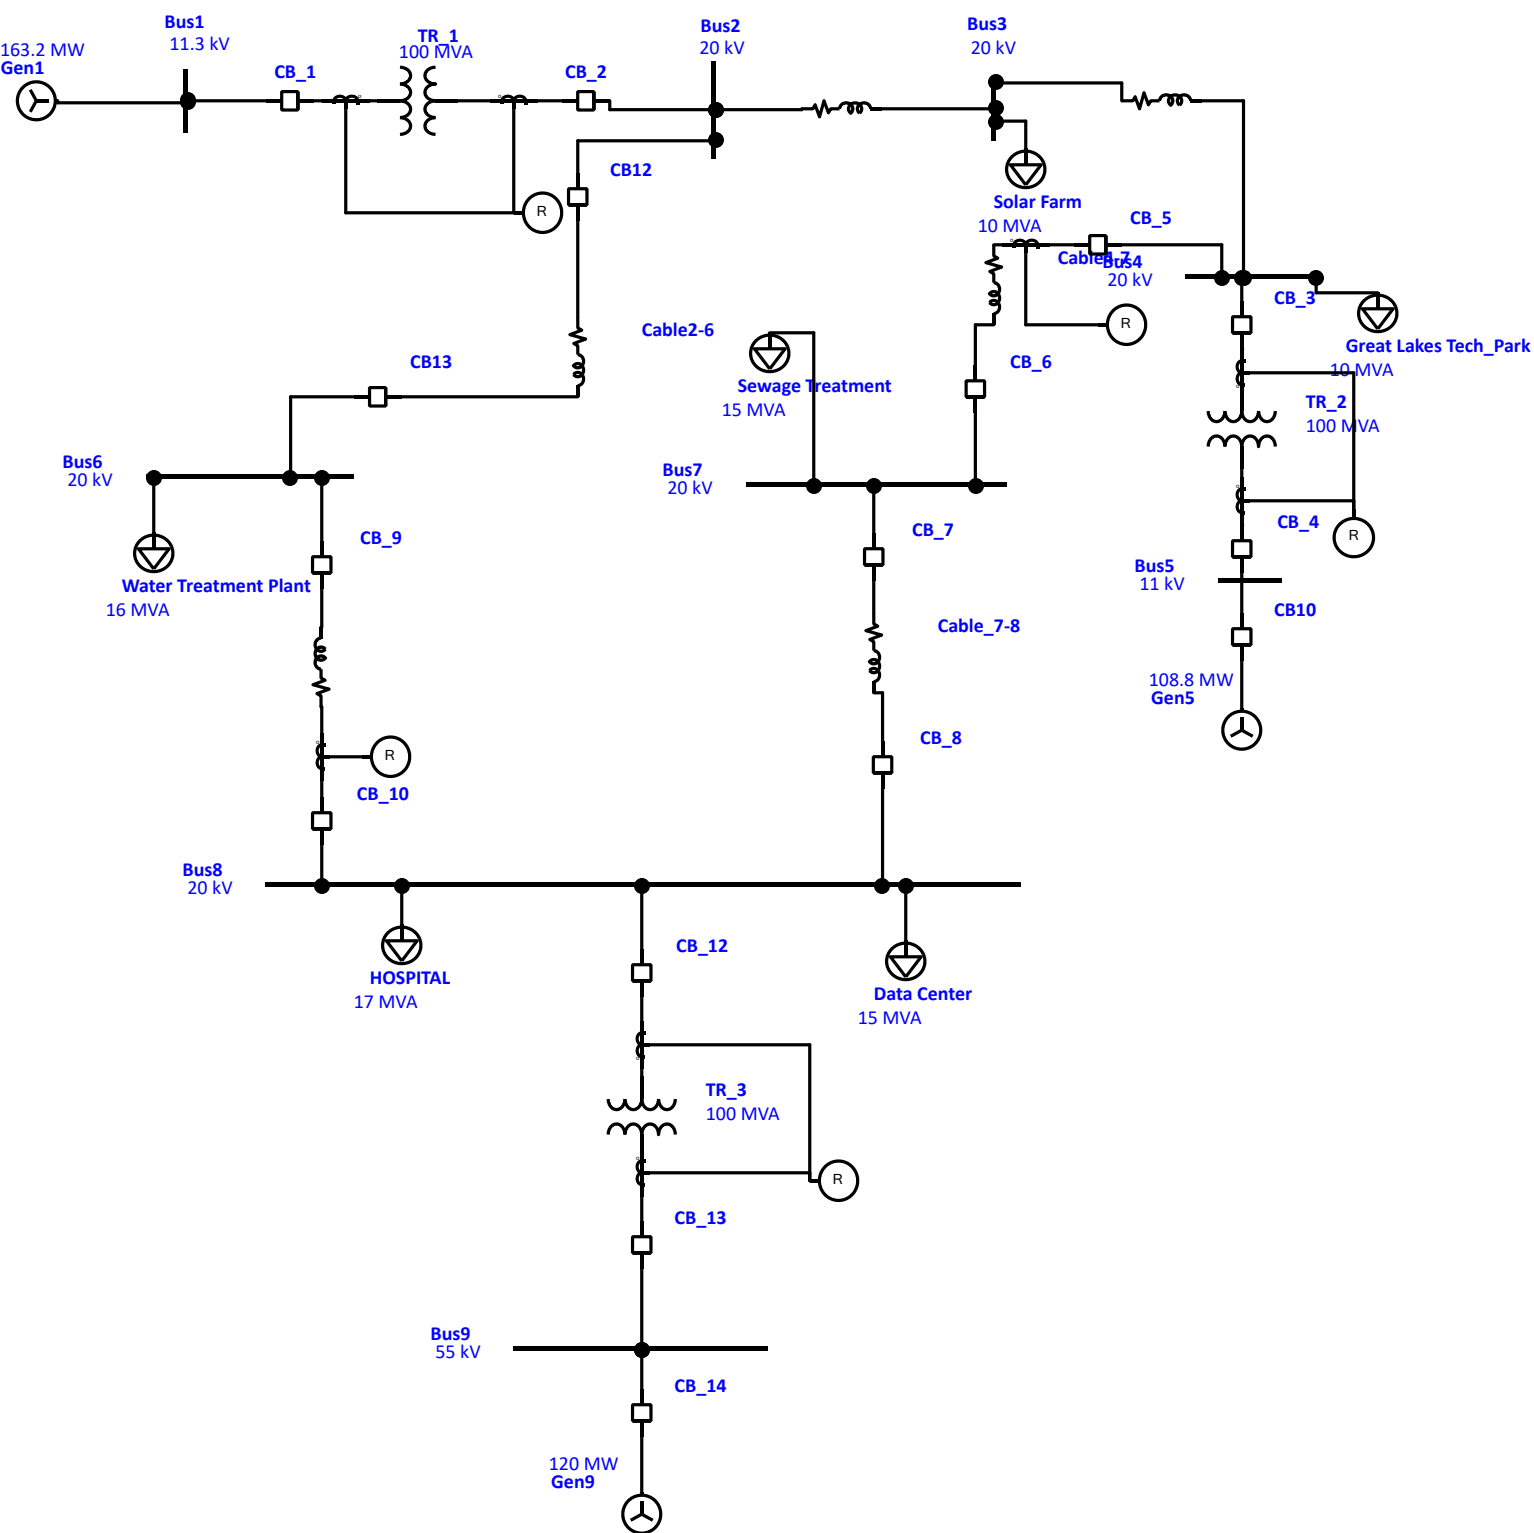 Bus1
11.3 kV
163.2 MW
Gen1
CB_1
TR_1
100 MVA
CB_2
Bus2
20 kV
Bus3
20 kV
CB12
R
Solar Farm
10 MVA
CB_5
Cable4-7
Bus4
20 kV
CB_3
R
Great Lakes Tech_Park
10 MVA
Cable2-6
CB13
Sewage Treatment
15 MVA
CB_6
TR_2
100 MVA
Bus6
20 kV
Bus7
20 kV
CB_9
CB_7
CB_4
R
Water Treatment Plant
16 MVA
Bus5
11 kV
CB10
Cable_7-8
108.8 MW
Gen5
R
CB_10
CB_8
Bus8
20 kV
CB_12
HOSPITAL
17 MVA
Data Center
15 MVA
TR_3
100 MVA
R
CB_13
Bus9
55 kV
CB_14
120 MW
Gen9